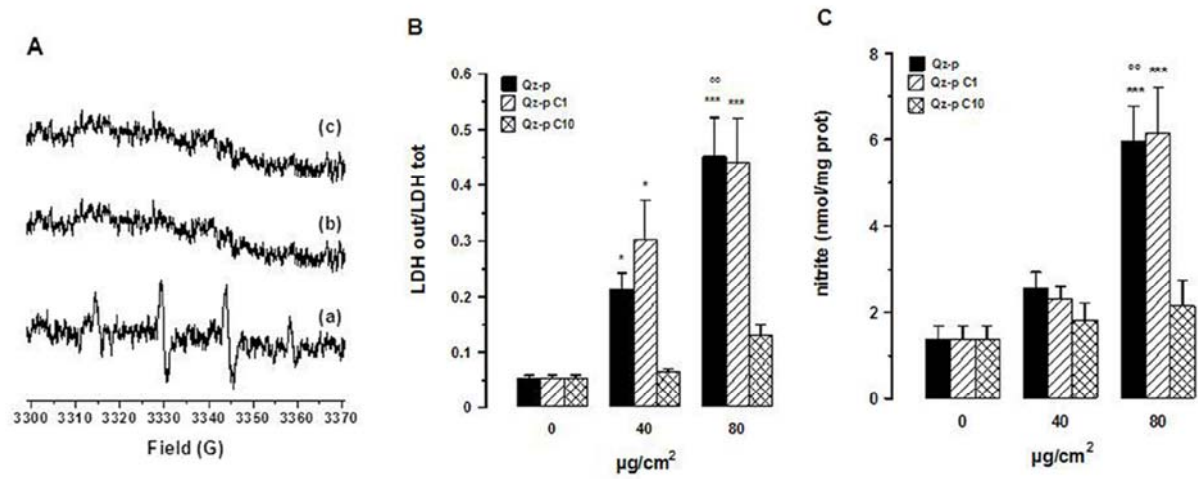 A
(c)
(b)
(a)
3300 3310 3320 3330 3340 3350 3360 3370
Field (G)
B
LDH out/LDH tot
0.6
0.5
0.4
0.3
0.2
0.1
0
Qz-p
Qz-p C1
Qz-p C10
°°
*** ***
*
*
0 40 80
µg/cm²
C
nitrite (nmol/mg prot)
8
6
4
2
0
Qz-p
Qz-p C1
Qz-p C10
°° ***
***
0 40 80
µg/cm²